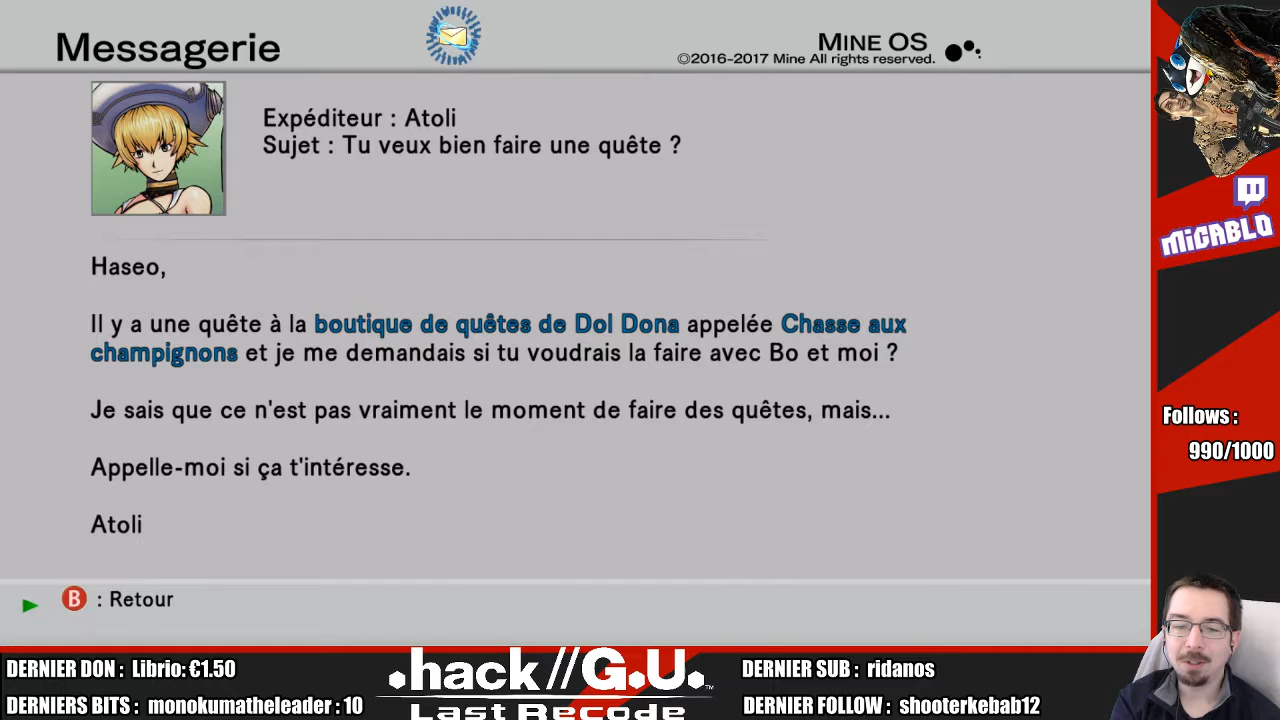 Messagerie
MINE OS
©2016-2017 Mine All rights reserved.
Expéditeur : Atoli
Sujet : Tu veux bien faire une quête ?
Haseo,
Il y a une quête à la boutique de quêtes de Dol Dona appelée Chasse aux
champignons et je me demandais si tu voudrais la faire avec Bo et moi ?
Je sais que ce n'est pas vraiment le moment de faire des quêtes, mais...
Appelle-moi si ça t'intéresse.
Atoli
B : Retour
MiCABLO
Follows :
990/1000
DERNIER DON : Librio: €1.50
DERNIERS BITS : monokumatheleader : 10
.hack//G.U.
Last Recode
TM
DERNIER SUB : ridanos
DERNIER FOLLOW : shooterkebab12